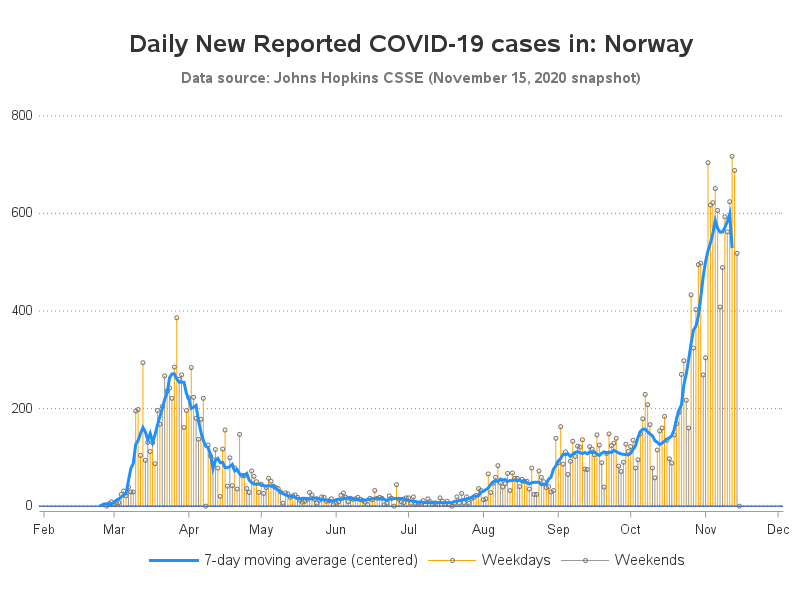 Daily New Reported COVID-19 cases in: Norway
Data source: Johns Hopkins CSSE (November 15, 2020 snapshot)
800
600
400
200
0
Feb Mar Apr May Jun Jul Aug Sep Oct Nov Dec
7-day moving average (centered) Weekdays Weekends